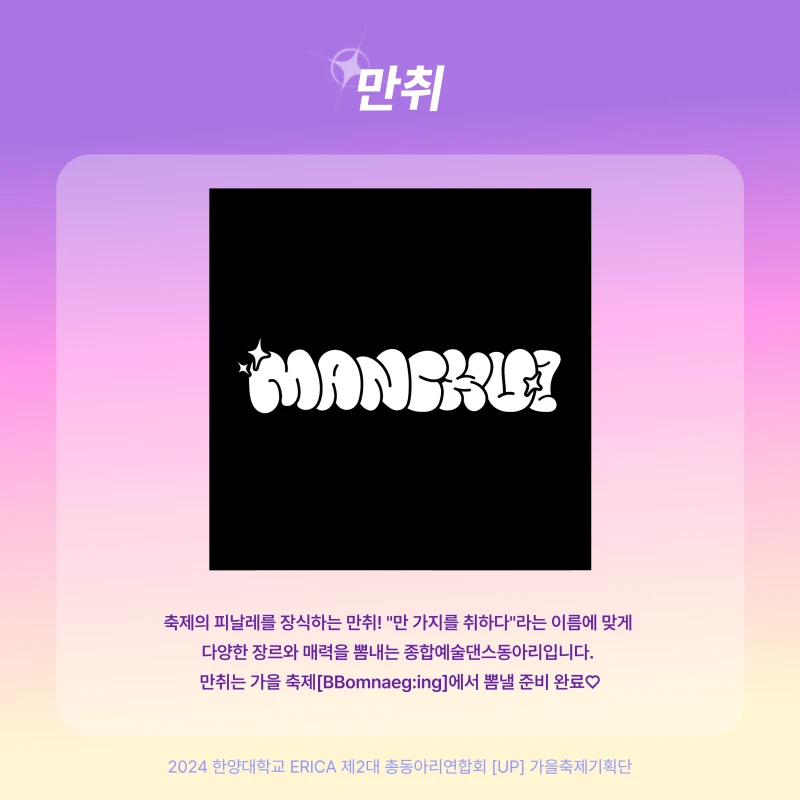 만취
MANCHUI
축제의 피날레를 장식하는 만취! "만 가지를 취하다"라는 이름에 맞게
다양한 장르와 매력을 뽐내는 종합예술댄스동아리입니다.
만취는 가을 축제[BBomnaeg:ing]에서 뽐낼 준비 완료♡
2024 한양대학교 ERICA 제2대 총동아리연합회 [UP] 가을축제기획단